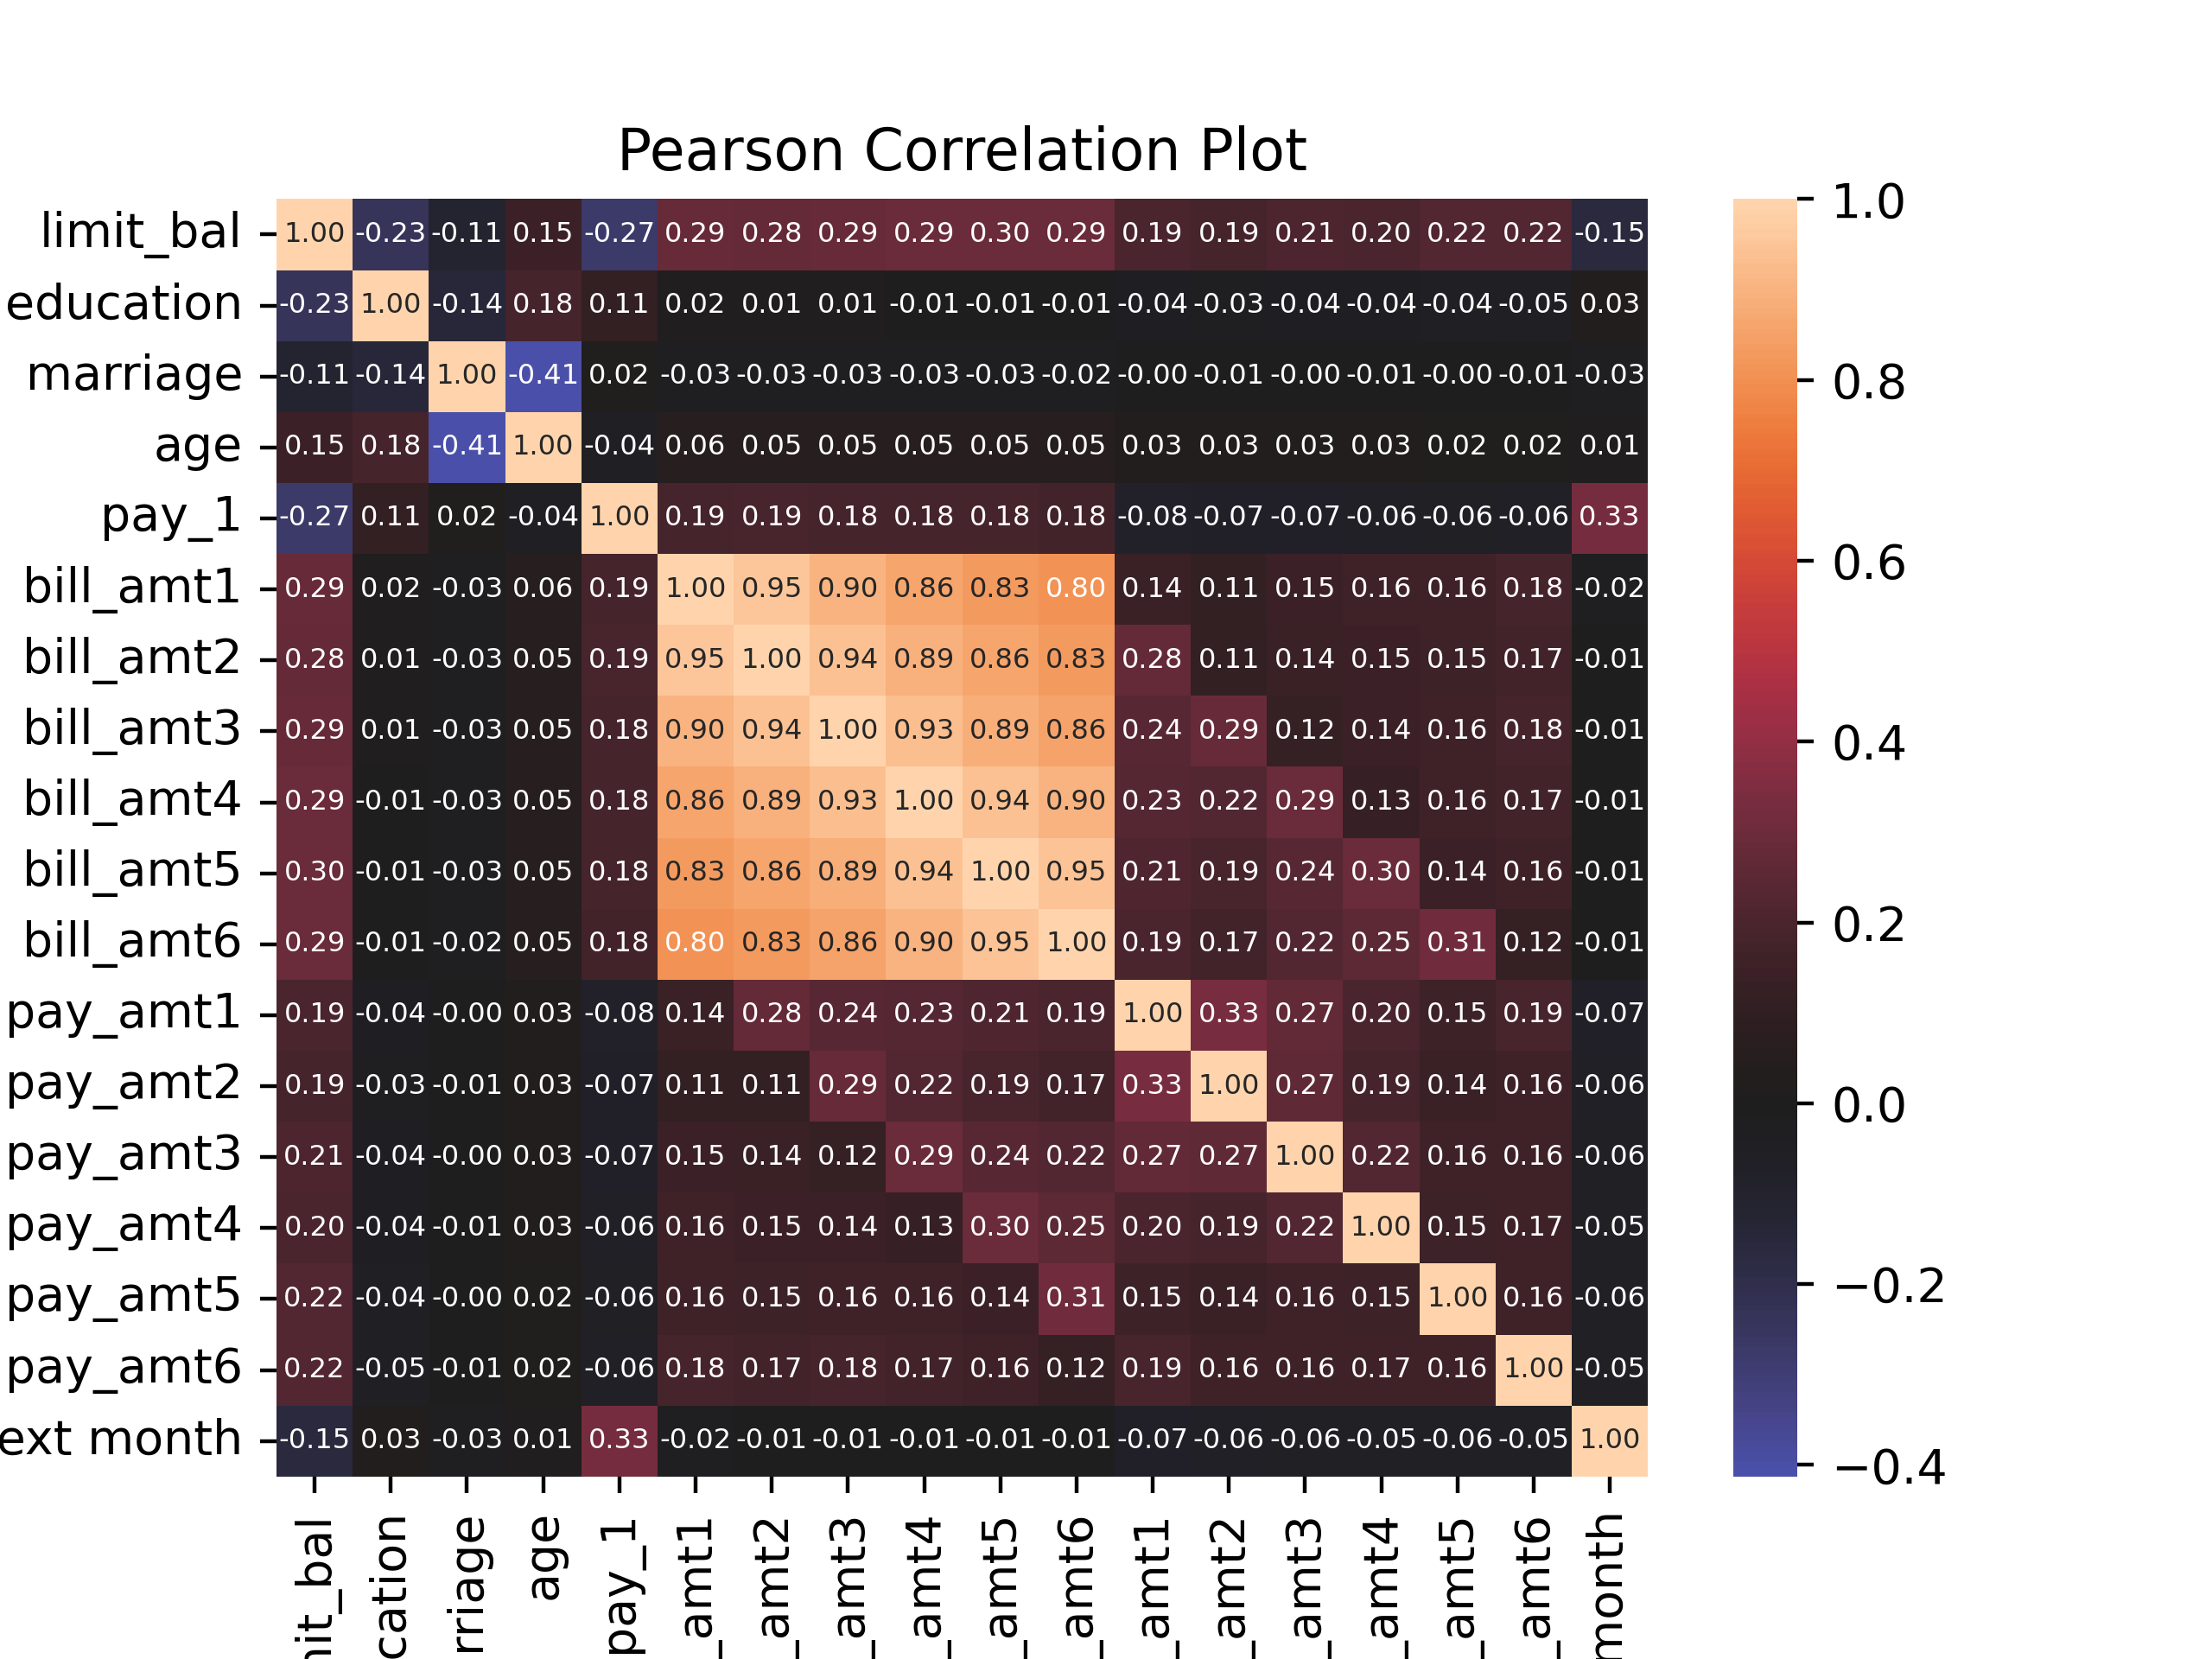 Pearson Correlation Plot
limit_bal 1.00 -0.23 -0.11 0.15 -0.27 0.29 0.28 0.29 0.29 0.30 0.29 0.19 0.19 0.21 0.20 0.22 0.22 -0.15
education -0.23 1.00 -0.14 0.18 0.11 0.02 0.01 0.01 -0.01 -0.01 -0.01 -0.04 -0.03 -0.04 -0.04 -0.04 -0.05 0.03
marriage -0.11 -0.14 1.00 -0.41 0.02 -0.03 -0.03 -0.03 -0.03 -0.03 -0.02 -0.00 -0.01 -0.00 -0.01 -0.00 -0.01 -0.03
age 0.15 0.18 -0.41 1.00 -0.04 0.06 0.05 0.05 0.05 0.05 0.05 0.03 0.03 0.03 0.03 0.02 0.02 0.01
pay_1 -0.27 0.11 0.02 -0.04 1.00 0.19 0.19 0.18 0.18 0.18 0.18 -0.08 -0.07 -0.07 -0.06 -0.06 -0.06 0.33
bill_amt1 0.29 0.02 -0.03 0.06 0.19 1.00 0.95 0.90 0.86 0.83 0.80 0.14 0.11 0.15 0.16 0.16 0.18 -0.02
bill_amt2 0.28 0.01 -0.03 0.05 0.19 0.95 1.00 0.94 0.89 0.86 0.83 0.28 0.11 0.14 0.15 0.15 0.17 -0.01
bill_amt3 0.29 0.01 -0.03 0.05 0.18 0.90 0.94 1.00 0.93 0.89 0.86 0.24 0.29 0.12 0.14 0.16 0.18 -0.01
bill_amt4 0.29 -0.01 -0.03 0.05 0.18 0.86 0.89 0.93 1.00 0.94 0.90 0.23 0.22 0.29 0.13 0.16 0.17 -0.01
bill_amt5 0.30 -0.01 -0.03 0.05 0.18 0.83 0.86 0.89 0.94 1.00 0.95 0.21 0.19 0.24 0.30 0.14 0.16 -0.01
bill_amt6 0.29 -0.01 -0.02 0.05 0.18 0.80 0.83 0.86 0.90 0.95 1.00 0.19 0.17 0.22 0.25 0.31 0.12 -0.01
pay_amt1 0.19 -0.04 -0.00 0.03 -0.08 0.14 0.28 0.24 0.23 0.21 0.19 1.00 0.33 0.27 0.20 0.15 0.19 -0.07
pay_amt2 0.19 -0.03 -0.01 0.03 -0.07 0.11 0.11 0.29 0.22 0.19 0.17 0.33 1.00 0.27 0.19 0.14 0.16 -0.06
pay_amt3 0.21 -0.04 -0.00 0.03 -0.07 0.15 0.14 0.12 0.29 0.24 0.22 0.27 0.27 1.00 0.22 0.16 0.16 -0.06
pay_amt4 0.20 -0.04 -0.01 0.03 -0.06 0.16 0.15 0.14 0.13 0.30 0.25 0.20 0.19 0.22 1.00 0.15 0.17 -0.05
pay_amt5 0.22 -0.04 -0.00 0.02 -0.06 0.16 0.15 0.16 0.16 0.14 0.31 0.15 0.14 0.16 0.15 1.00 0.16 -0.06
pay_amt6 0.22 -0.05 -0.01 0.02 -0.06 0.18 0.17 0.18 0.17 0.16 0.12 0.19 0.16 0.16 0.17 0.16 1.00 -0.05
ext month -0.15 0.03 -0.03 0.01 0.33 -0.02 -0.01 -0.01 -0.01 -0.01 -0.01 -0.07 -0.06 -0.06 -0.05 -0.06 -0.05 1.00
mit_bal
cation
rriage
age
pay_1
_amt1
_amt2
_amt3
_amt4
_amt5
_amt6
_amt1
_amt2
_amt3
_amt4
_amt5
_amt6
month
1.0
0.8
0.6
0.4
0.2
0.0
−0.2
−0.4